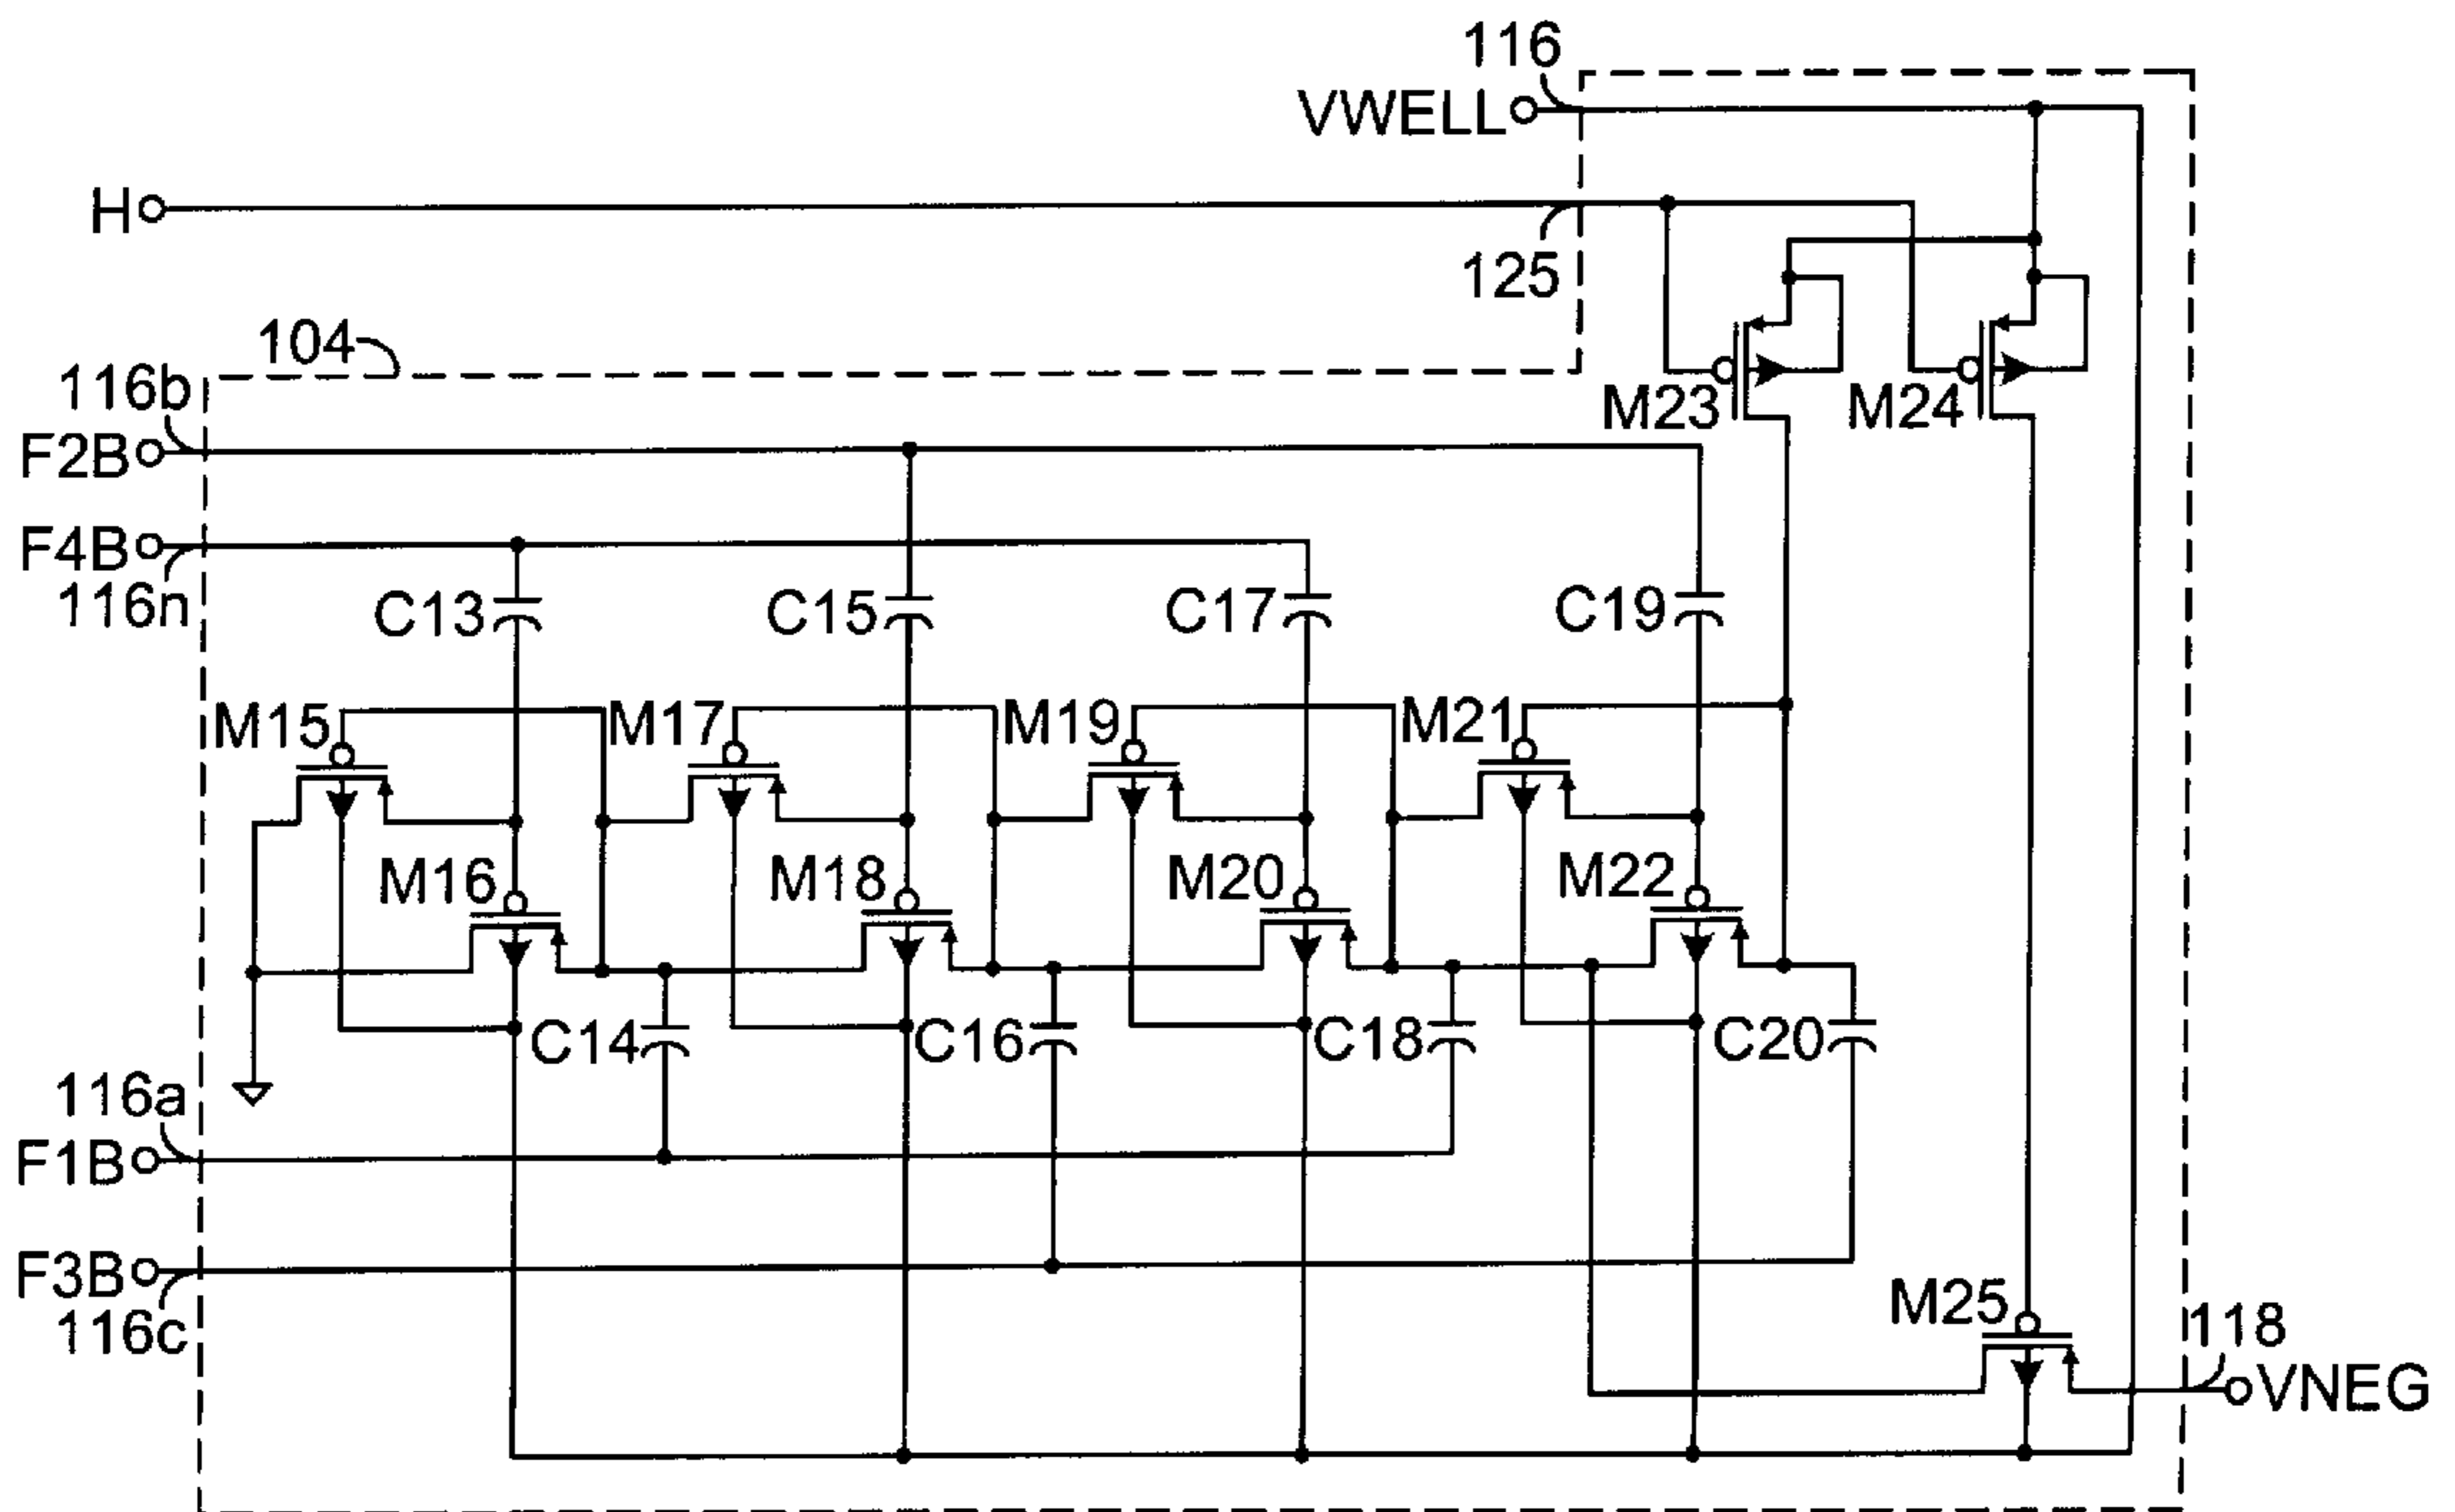 116
VWELL
H
125
104
116b
M23
M24
F2B
F4B
116n
C13
C15
C17
C19
M15
M17
M19
M21
M16
M18
M20
M22
C14
C16
C18
C20
116a
F1B
F3B
116c
M25
118
VNEG